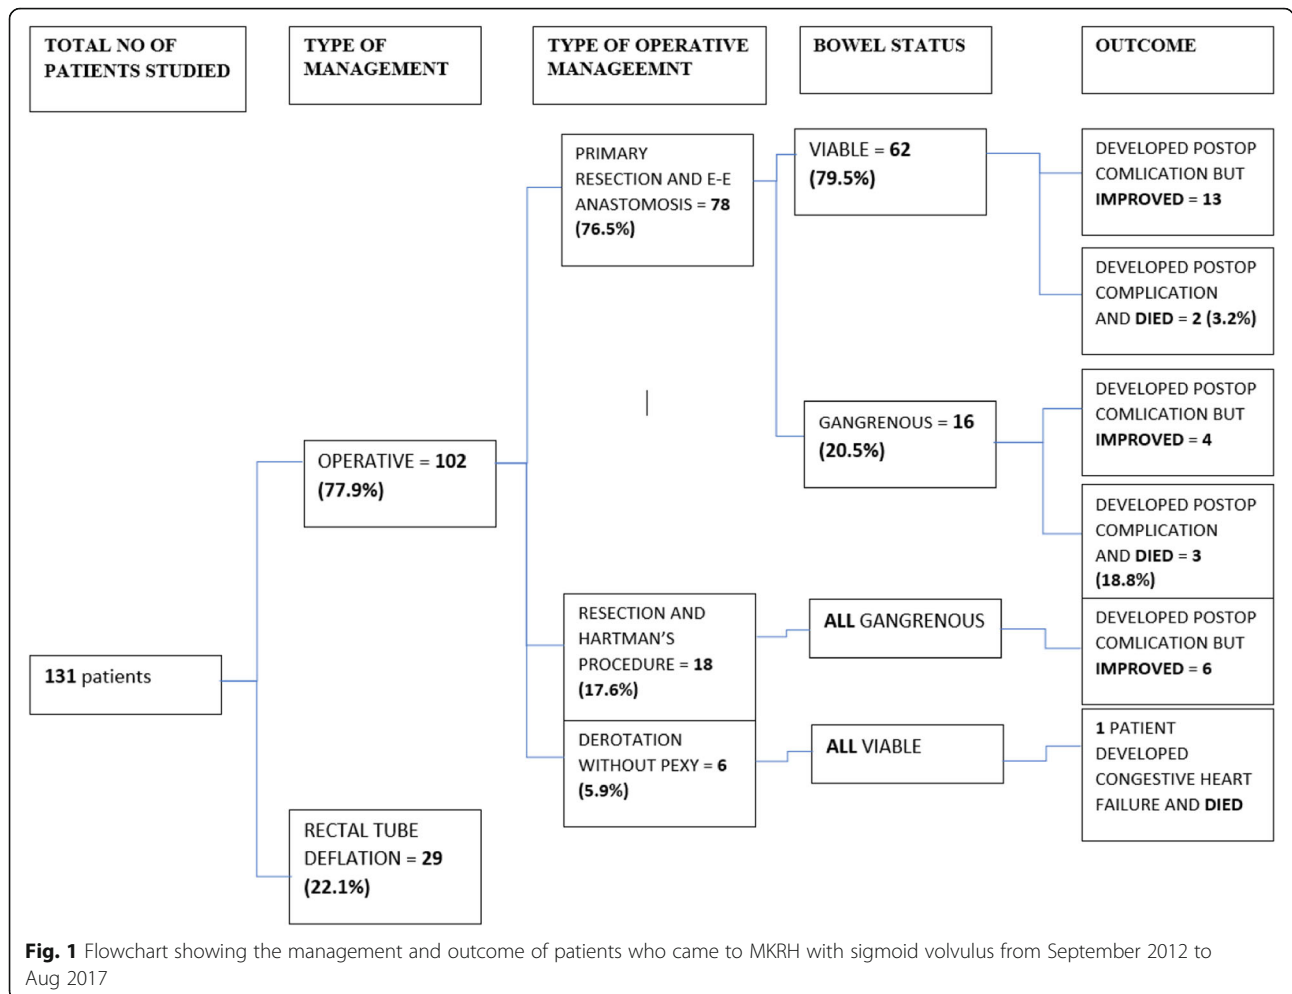 TOTAL NO OF
PATIENTS STUDIED
TYPE OF
MANAGEMENT
TYPE OF OPERATIVE
MANAGEEMNT
BOWEL STATUS
OUTCOME
131 patients
OPERATIVE = 102
(77.9%)
RECTAL TUBE
DEFLATION = 29
(22.1%)
PRIMARY
RESECTION AND E-E
ANASTOMOSIS = 78
(76.5%)
RESECTION AND
HARTMAN'S
PROCEDURE = 18
(17.6%)
DEROTATION
WITHOUT PEXY = 6
(5.9%)
VIABLE = 62
(79.5%)
GANGRENOUS = 16
(20.5%)
ALL GANGRENOUS
ALL VIABLE
DEVELOPED POSTOP
COMLICATION BUT
IMPROVED = 13
DEVELOPED POSTOP
COMPLICATION
AND DIED = 2 (3.2%)
DEVELOPED POSTOP
COMLICATION BUT
IMPROVED = 4
DEVELOPED POSTOP
COMPLICATION
AND DIED = 3
(18.8%)
DEVELOPED POSTOP
COMLICATION BUT
IMPROVED = 6
1 PATIENT
DEVELOPED
CONGESTIVE HEART
FAILURE AND DIED
Fig. 1 Flowchart showing the management and outcome of patients who came to MKRH with sigmoid volvulus from September 2012 to
Aug 2017